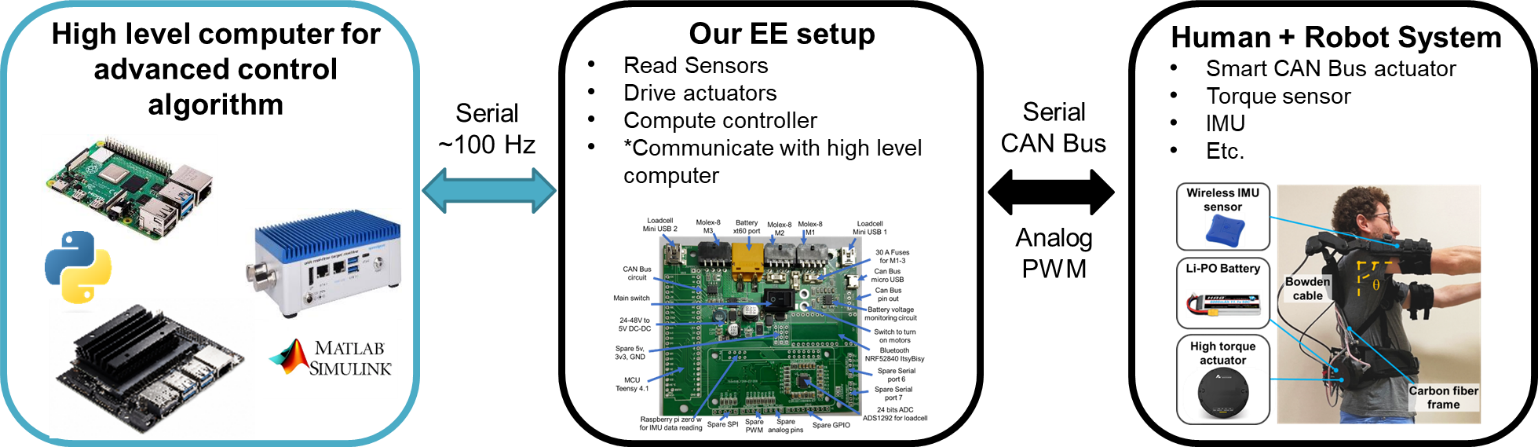 High level computer for
advanced control
algorithm
MATLAB
SIMULINK
Serial
~100 Hz
Our EE setup
• Read Sensors
• Drive actuators
• Compute controller
• *Communicate with high level
computer
Loadcell
Mini USB 2
Molex-8
M3
Battery
xt60 port
Molex-8
M2
Molex-8
M1
Loadcell
Mini USB 1
CAN Bus
circuit
Main switch
24-48V to
5V DC-DC
Spare 5v,
3v3, GND
MCU
Teensy 4.1
Raspberry pi zero w
for IMU data reading
Spare SPI
Spare
PWM
Spare
analog pins
Spare GPIO
30 A Fuses
for M1-3
Can Bus
micro USB
Can Bus
pin out
Battery voltage
monitoring circuit
Switch to turn
on motors
Bluetooth
NRF52840 ItsyBisy
Spare Serial
port 6
Spare Serial
port 7
24 bits ADC
ADS1292 for loadcell
Serial
CAN Bus
Analog
PWM
Human + Robot System
• Smart CAN Bus actuator
• Torque sensor
• IMU
• Etc.
Wireless IMU
sensor
Li-PO Battery
High torque
actuator
Bowden
cable
θ
Carbon fiber
frame